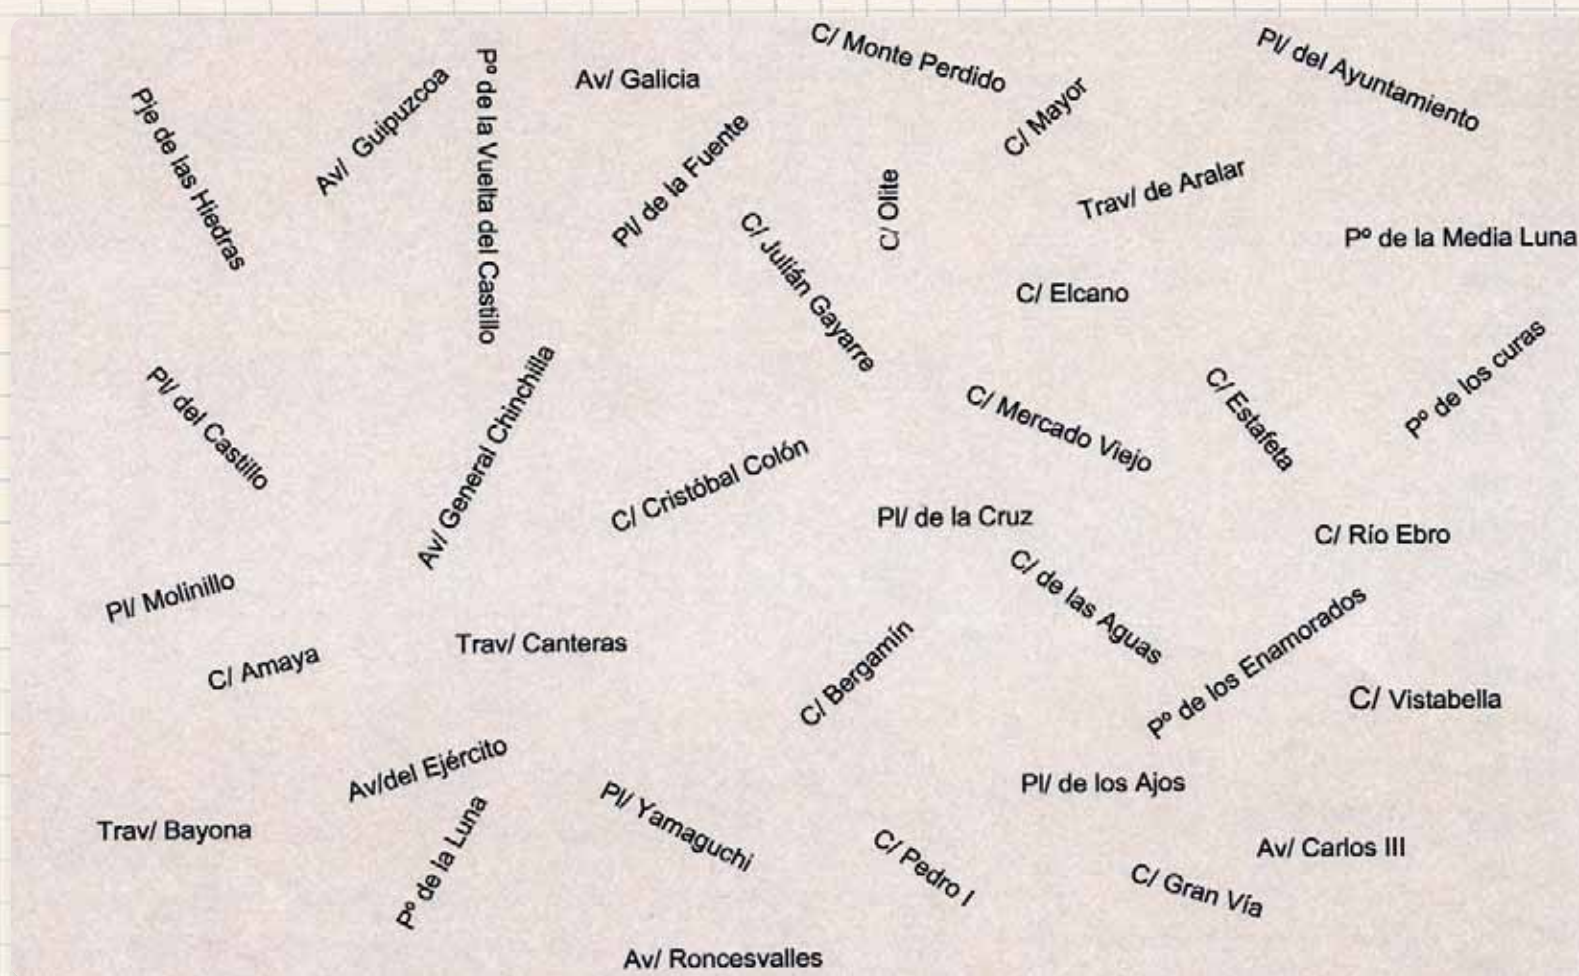 C/ Monte Perdido
Pl/ del Ayuntamiento
Pº de la Vuelta del Castillo
Av/ Galicia
Av/ Guipuzcoa
C/ Mayor
Pje de las Hiedras
Pl/ de la Fuente
C/ Olite
Trav/ de Aralar
Pº de la Media Luna
C/ Julián Gayarre
C/ Elcano
Pº de los curas
Pl/ del Castillo
Av/ General Chinchilla
C/ Mercado Viejo
C/ Estafeta
C/ Cristóbal Colón
Pl/ de la Cruz
C/ Río Ebro
Pl/ Molinillo
C/ de las Aguas
Pº de los Enamorados
C/ Amaya
Trav/ Canteras
C/ Bergamín
C/ Vistabella
Av/del Ejército
Pl/ de los Ajos
Trav/ Bayona
Pº de la Luna
Pl/ Yamaguchi
C/ Pedro I
Av/ Carlos III
C/ Gran Vía
Av/ Roncesvalles